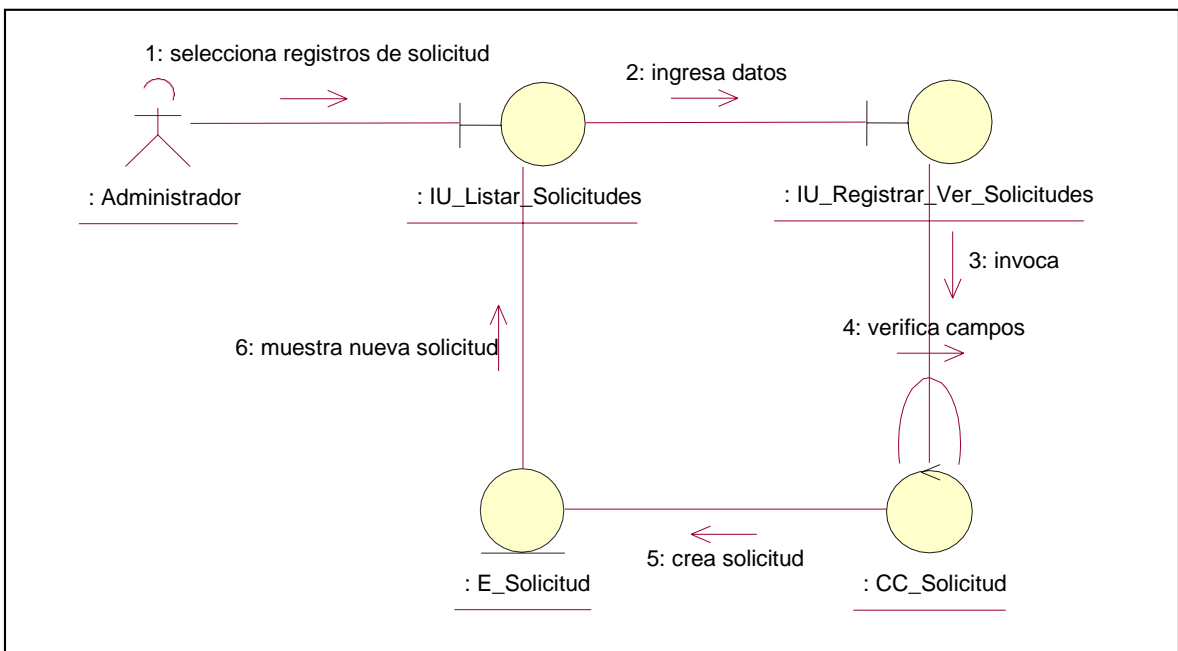 1: selecciona registros de solicitud
2: ingresa datos
: Administrador
: IU_Listar_Solicitudes
: IU_Registrar_Ver_Solicitudes
3: invoca
4: verifica campos
6: muestra nueva solicitud
5: crea solicitud
: E_Solicitud
: CC_Solicitud